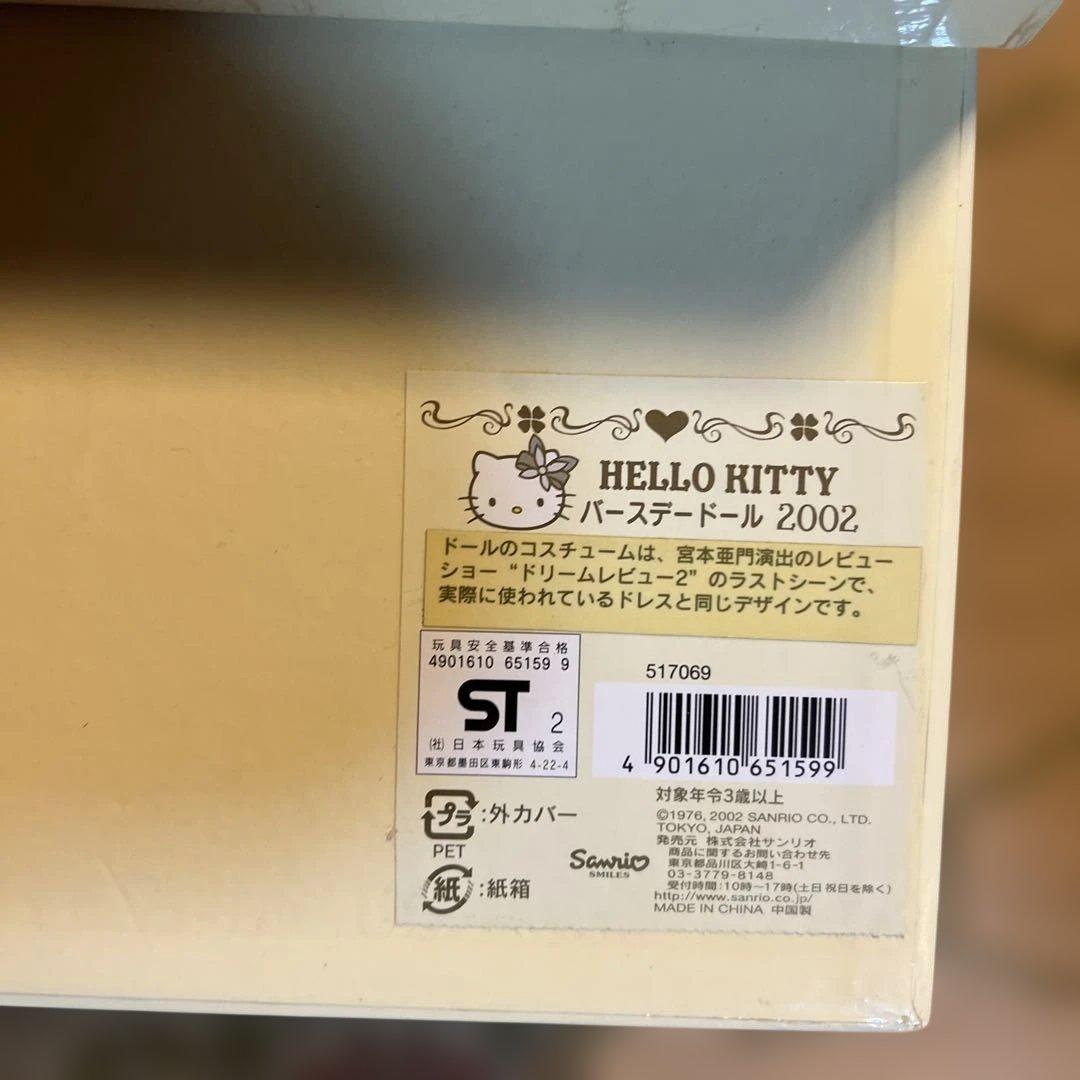 HELLO KITTY
バースデードール 2002
ドールのコスチュームは、宮本亜門演出のレビュー
ショー “ドリームレビュー2” のラストシーンで、
実際に使われているドレスと同じデザインです。
玩具安全基準合格
4901610 65159 9
ST 2
(社) 日本玩具協会
東京都墨田区東駒形 4-22-4
517069
4 901610 651599
対象年令3歳以上
プラ :外カバー
PET
紙 :紙箱
Sanrio
SMILES
©1976, 2002 SANRIO CO., LTD.
TOKYO, JAPAN
発売元 株式会社サンリオ
商品に関するお問い合わせ先
東京都品川区大崎1-6-1
03-3779-8148
受付時間:10時~17時(土日 祝日を除く)
http://www.sanrio.co.jp/
MADE IN CHINA 中国製